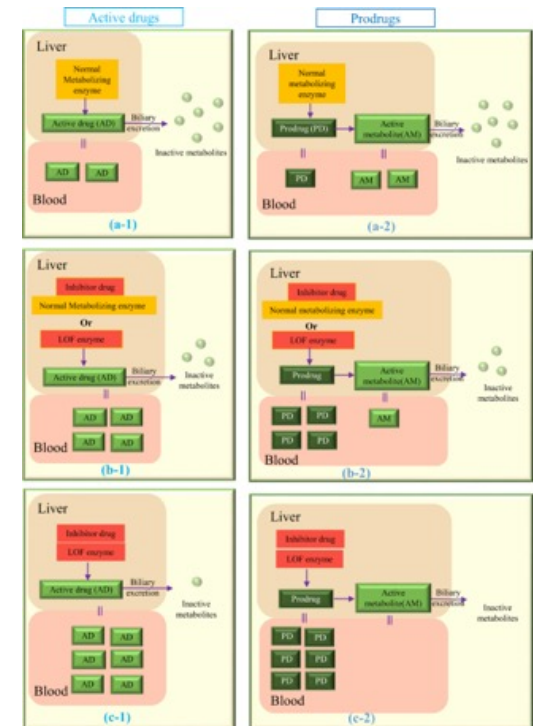 Active drugs
Prodrugs
Liver
Normal
Metabolizing
enzyme
Active drug (AD)
Biliary
excretion
Inactive metabolites
AD
AD
Blood
(a-1)
Liver
Normal
metabolizing
enzyme
Prodrug (PD)
Active
metabolite(AM)
Biliary
excretion
Inactive metabolites
PD
AM
AM
Blood
(a-2)
Liver
Inhibitor drug
Normal Metabolizing enzyme
Or
LOF enzyme
Active drug (AD)
Biliary
excretion
Inactive
metabolites
AD
AD
AD
AD
Blood
(b-1)
Liver
Inhibitor drug
Normal metabolizing enzyme
Or
LOF enzyme
Prodrug
Active
metabolite(AM)
Biliary
excretion
Inactive
metabolites
PD
PD
AM
PD
PD
Blood
(b-2)
Liver
Inhibitor drug
LOF enzyme
Active drug (AD)
Biliary
excretion
Inactive
metabolites
AD
AD
AD
AD
AD
AD
(c-1)
Liver
Inhibitor drug
LOF enzyme
Prodrug
Active
metabolite(AM)
Biliary
excretion
Inactive
metabolites
PD
PD
PD
PD
PD
PD
Blood
(c-2)